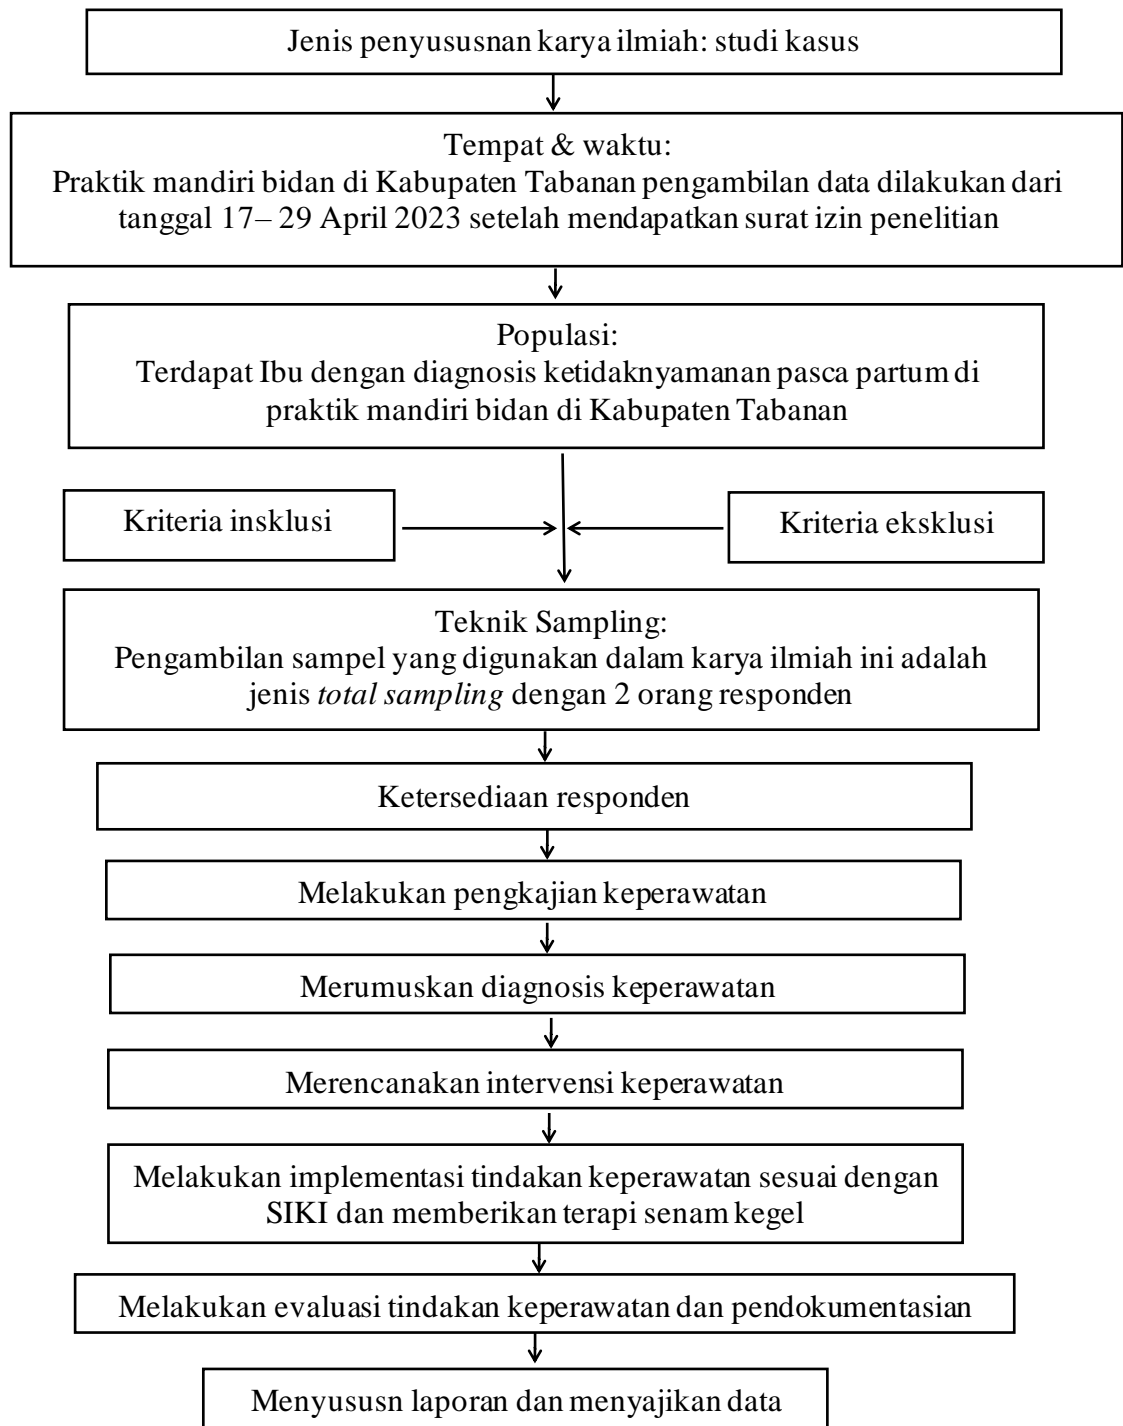 Jenis penyususnan karya ilmiah: studi kasus
Tempat & waktu:
Praktik mandiri bidan di Kabupaten Tabanan pengambilan data dilakukan dari
tanggal 17– 29 April 2023 setelah mendapatkan surat izin penelitian
Populasi:
Terdapat Ibu dengan diagnosis ketidaknyamanan pasca partum di
praktik mandiri bidan di Kabupaten Tabanan
Kriteria insklusi
Kriteria eksklusi
Teknik Sampling:
Pengambilan sampel yang digunakan dalam karya ilmiah ini adalah
jenis total sampling dengan 2 orang responden
Ketersediaan responden
Melakukan pengkajian keperawatan
Merumuskan diagnosis keperawatan
Merencanakan intervensi keperawatan
Melakukan implementasi tindakan keperawatan sesuai dengan
SIKI dan memberikan terapi senam kegel
Melakukan evaluasi tindakan keperawatan dan pendokumentasian
Menyususn laporan dan menyajikan data